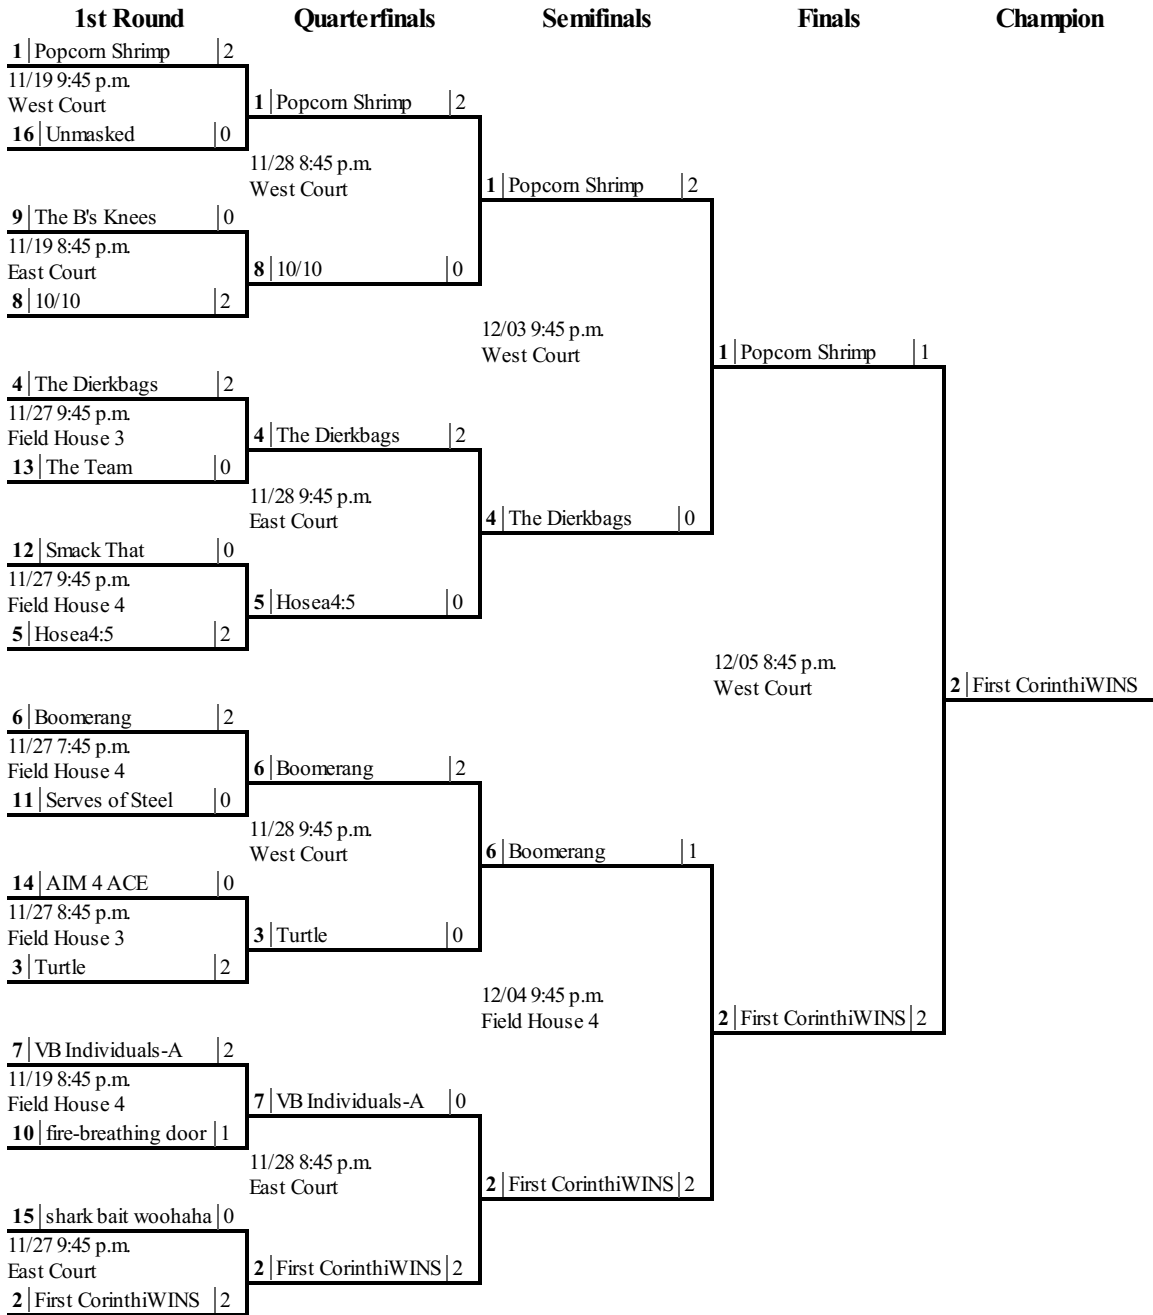 1st Round Quarterfinals Semifinals Finals Champion
1 Popcorn Shrimp 2
11/19 9:45 p.m.
West Court
16 Unmasked 0
9 The B's Knees 0
11/19 8:45 p.m.
East Court
8 10/10 2
4 The Dierkbags 2
11/27 9:45 p.m.
Field House 3
13 The Team 0
12 Smack That 0
11/27 9:45 p.m.
Field House 4
5 Hosea4:5 2
6 Boomerang 2
11/27 7:45 p.m.
Field House 4
11 Serves of Steel 0
14 AIM 4 ACE 0
11/27 8:45 p.m.
Field House 3
3 Turtle 2
7 VB Individuals-A 2
11/19 8:45 p.m.
Field House 4
10 fire-breathing door 1
15 shark bait woohaha 0
11/27 9:45 p.m.
East Court
2 First CorinthiWINS 2
1 Popcorn Shrimp 2
11/28 8:45 p.m.
West Court
8 10/10 0
4 The Dierkbags 2
11/28 9:45 p.m.
East Court
5 Hosea4:5 0
6 Boomerang 2
11/28 9:45 p.m.
West Court
3 Turtle 0
7 VB Individuals-A 0
11/28 8:45 p.m.
East Court
2 First CorinthiWINS 2
1 Popcorn Shrimp 2
12/03 9:45 p.m.
West Court
4 The Dierkbags 0
6 Boomerang 1
12/04 9:45 p.m.
Field House 4
2 First CorinthiWINS 2
1 Popcorn Shrimp 1
12/05 8:45 p.m.
West Court
2 First CorinthiWINS 2
2 First CorinthiWINS